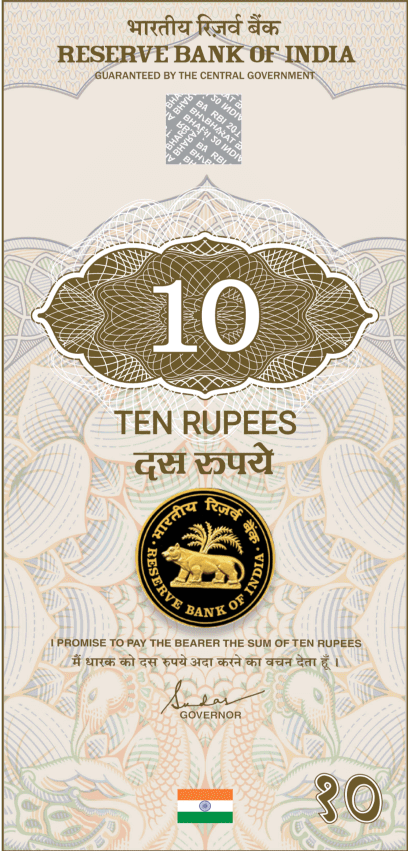 भारतीय रिज़र्व बैंक
RESERVE BANK OF INDIA
GUARANTEED BY THE CENTRAL GOVERNMENT
10
TEN RUPEES
दस रुपये
भारतीय रिज़र्व बैंक
RESERVE BANK OF INDIA
I PROMISE TO PAY THE BEARER THE SUM OF TEN RUPEES
मैं धारक को दस रुपये अदा करने का वचन देता हूँ ।
GOVERNOR
१०